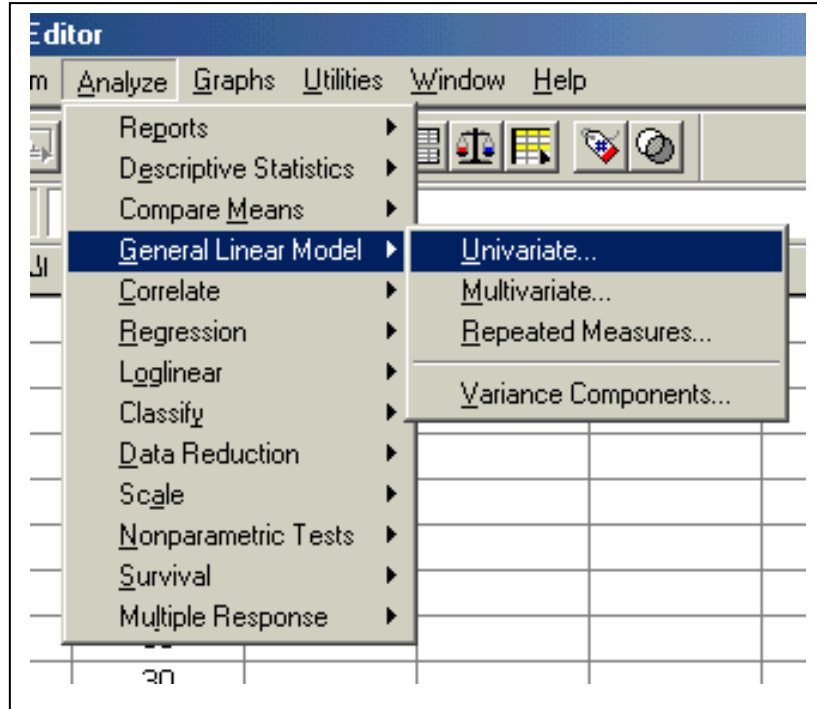 Editor
m Analyze Graphs Utilities Window Help
Reports
Descriptive Statistics
Compare Means
General Linear Model Univariate...
Correlate Multivariate...
Regression Repeated Measures...
Loglinear
Classify Variance Components...
Data Reduction
Scale
Nonparametric Tests
Survival
Multiple Response
30